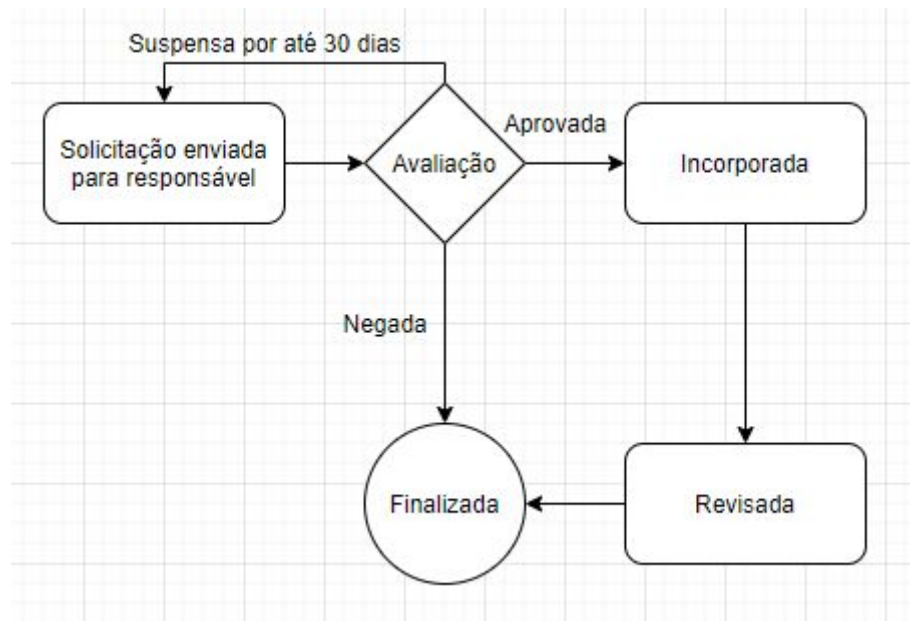 Suspensa por até 30 dias
Solicitação enviada
para responsável
Avaliação
Aprovada
Incorporada
Negada
Finalizada
Revisada